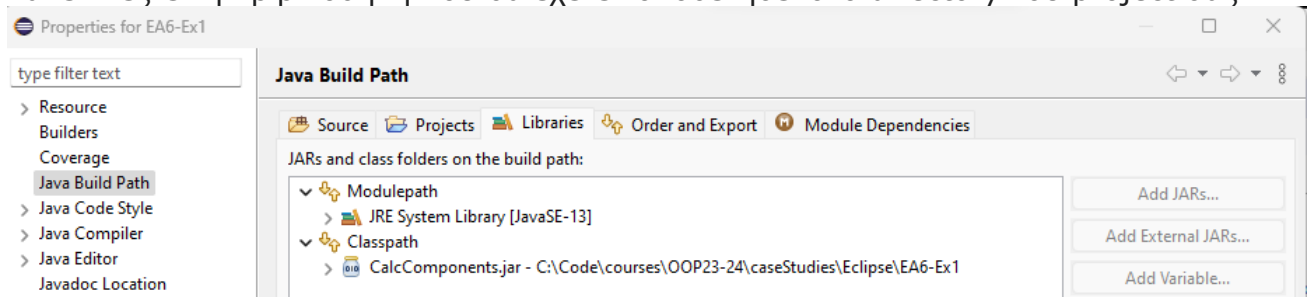 Properties for EA6-Ex1
type filter text
Java Build Path
Resource
Builders
Coverage
Java Build Path
Java Code Style
Java Compiler
Java Editor
Javadoc Location
Source Projects Libraries Order and Export Module Dependencies
JARs and class folders on the build path:
Modulepath
JRE System Library [JavaSE-13]
Classpath
CalcComponents.jar - C:\Code\courses\OOP23-24\caseStudies\Eclipse\EA6-Ex1
Add JARs...
Add External JARs...
Add Variable...